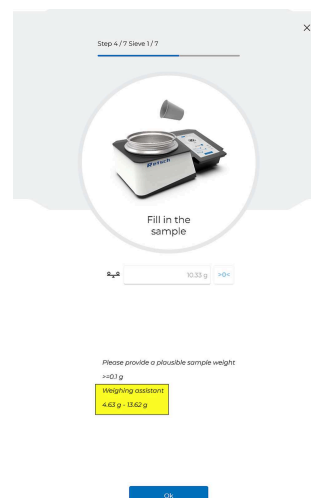 Step 4 / 7 Sieve 1 / 7
Retsch
Fill in the
sample
10.33 g
>0<
Please provide a plausible sample weight
>=0.1 g
Weighing assistant
4.63 g - 13.62 g
Ok